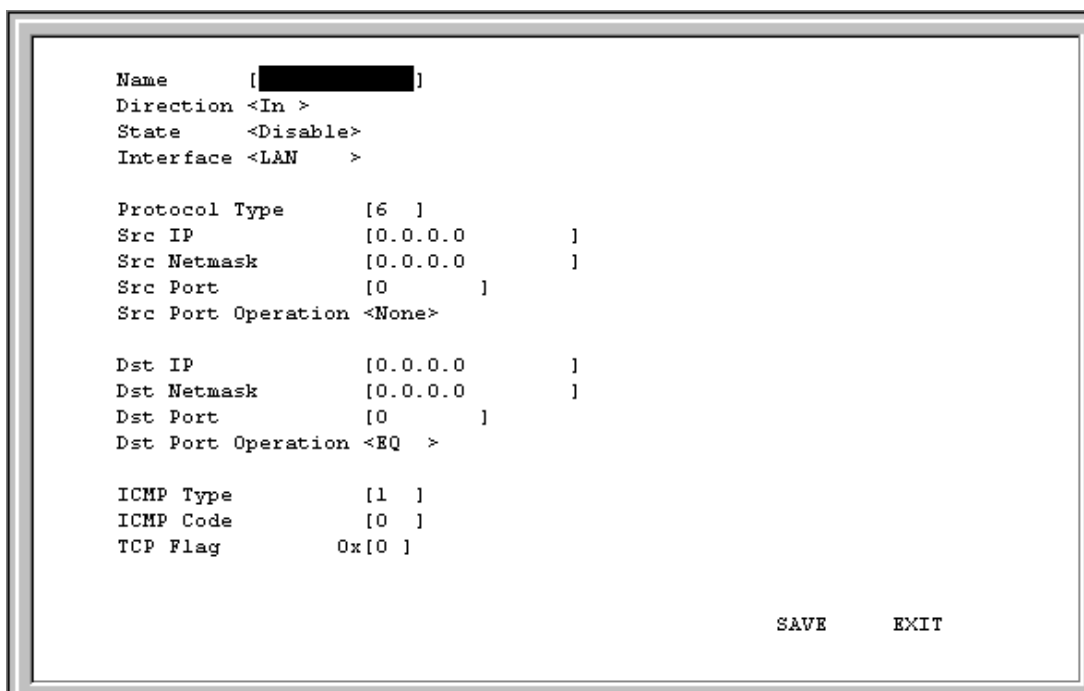 Name [ ]
Direction <In >
State <Disable>
Interface <LAN >
Protocol Type [6 ]
Src IP [0.0.0.0 ]
Src Netmask [0.0.0.0 ]
Src Port [0 ]
Src Port Operation <None>
Dst IP [0.0.0.0 ]
Dst Netmask [0.0.0.0 ]
Dst Port [0 ]
Dst Port Operation <EQ >
ICMP Type [1 ]
ICMP Code [0 ]
TCP Flag 0x[0 ]
SAVE EXIT